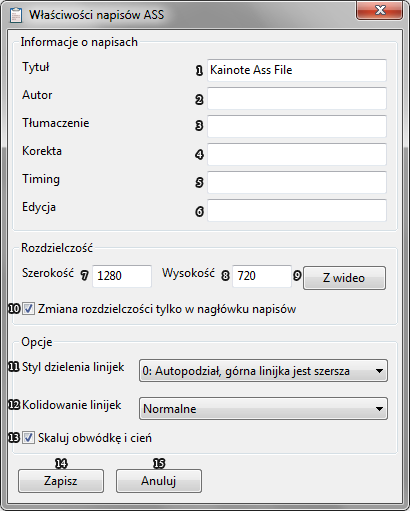 Właściwości napisów ASS
Informacje o napisach
Tytuł 1 Kainote Ass File
Autor 2
Tłumaczenie 3
Korekta 4
Timing 5
Edycja 6
Rozdzielczość
Szerokość 7 1280 Wysokość 8 720 9 Z wideo
10 Zmiana rozdzielczości tylko w nagłówku napisów
Opcje
11 Styl dzielenia linijek 0: Autopodział, górna linijka jest szersza
12 Kolidowanie linijek Normalne
13 Skaluj obwódkę i cień
14 15
Zapisz Anuluj